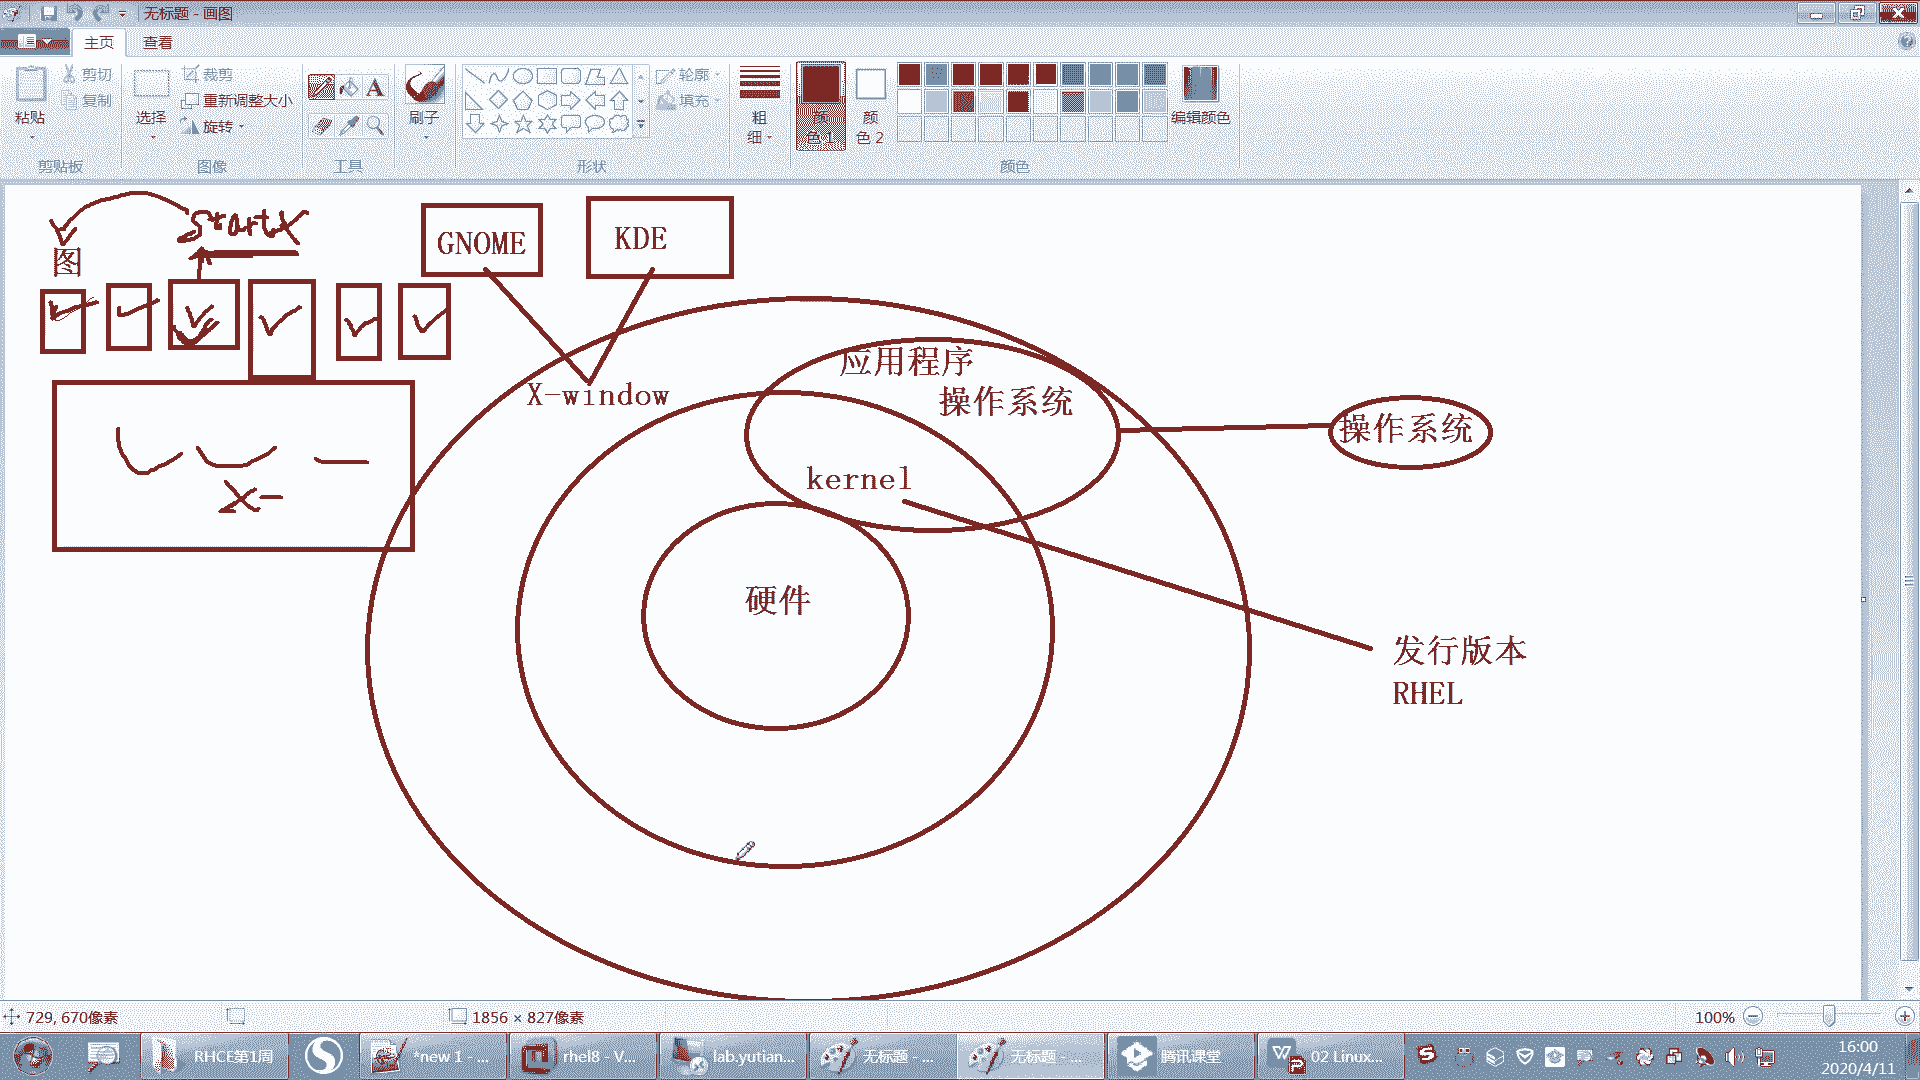 无标题 - 画图
主页 查看
粘贴 剪切 复制
选择 裁剪 重新调整大小 旋转
刷子
轮廓 填充
粗细
颜色 1 颜色 2
编辑颜色
剪贴板 图像 工具 形状 颜色
startX
图
GNOME KDE
X-window
应用程序
操作系统
操作系统
kernel
X-
硬件
发行版本
RHEL
729, 670像素 1856 × 827像素 100%
RHCE第1周 *new 1 - ... rhel8 - V... lab.yutian... 无标题 - ... 无标题 - ... 腾讯课堂 02 Linux...
16:00
2020/4/11